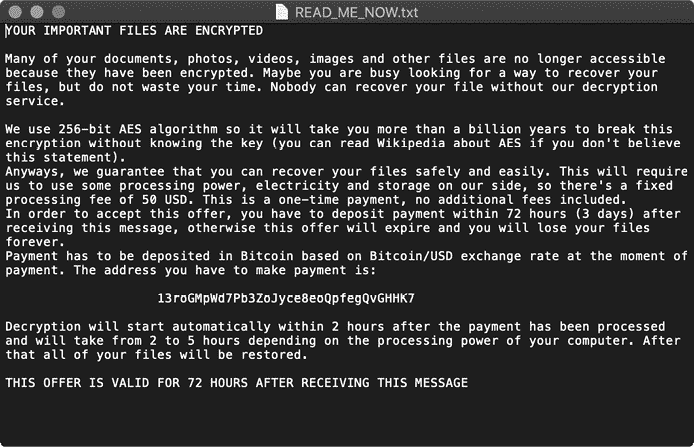 READ_ME_NOW.txt
YOUR IMPORTANT FILES ARE ENCRYPTED
Many of your documents, photos, videos, images and other files are no longer accessible
because they have been encrypted. Maybe you are busy looking for a way to recover your
files, but do not waste your time. Nobody can recover your file without our decryption
service.
We use 256-bit AES algorithm so it will take you more than a billion years to break this
encryption without knowing the key (you can read Wikipedia about AES if you don't believe
this statement).
Anyways, we guarantee that you can recover your files safely and easily. This will require
us to use some processing power, electricity and storage on our side, so there's a fixed
processing fee of 50 USD. This is a one-time payment, no additional fees included.
In order to accept this offer, you have to deposit payment within 72 hours (3 days) after
receiving this message, otherwise this offer will expire and you will lose your files
forever.
Payment has to be deposited in Bitcoin based on Bitcoin/USD exchange rate at the moment of
payment. The address you have to make payment is:
13roGMpWd7Pb3ZoJyce8eoQpfegQvGHHK7
Decryption will start automatically within 2 hours after the payment has been processed
and will take from 2 to 5 hours depending on the processing power of your computer. After
that all of your files will be restored.
THIS OFFER IS VALID FOR 72 HOURS AFTER RECEIVING THIS MESSAGE